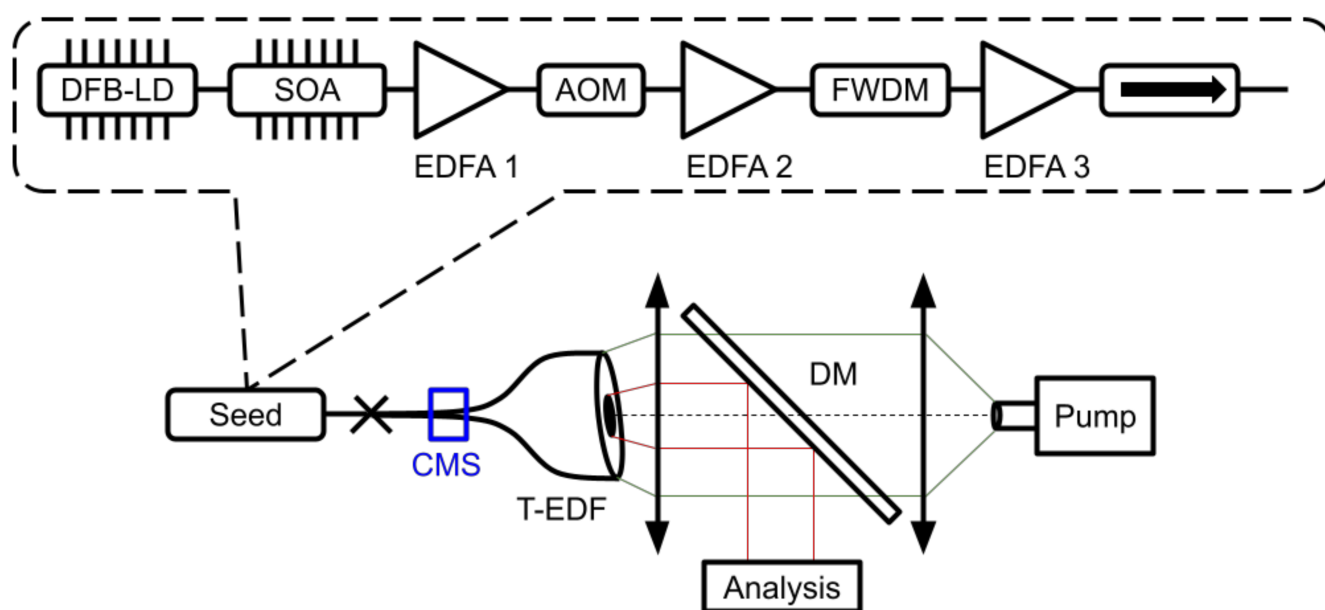 DFB-LD
SOA
AOM
FWDM
EDFA 1
EDFA 2
EDFA 3
DM
Seed
Pump
CMS
T-EDF
Analysis